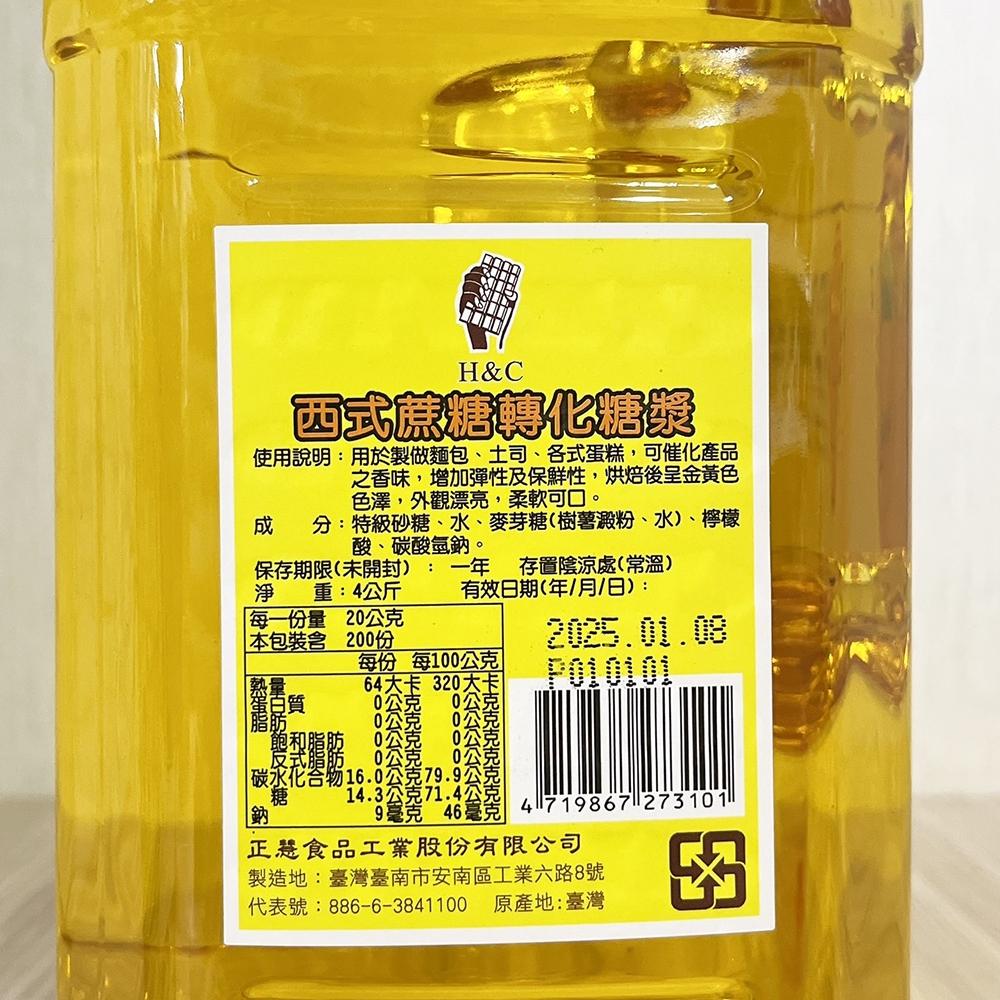 H&C
西式蔗糖轉化糖漿
使用說明：用於製做麵包、土司、各式蛋糕，可催化產品
之香味，增加彈性及保鮮性，烘焙後呈金黃色
色澤，外觀漂亮，柔軟可口。
成 分：特級砂糖、水、麥芽糖(樹薯澱粉、水)、檸檬
酸、碳酸氫鈉。
保存期限(未開封)：一年 存置陰涼處(常溫)
淨 重：4公斤 有效日期(年/月/日)：
2025.01.08
P010101
每一份量 20公克
本包裝含 200份
每份 每100公克
熱量 64大卡 320大卡
蛋白質 0公克 0公克
脂肪 0公克 0公克
飽和脂肪 0公克 0公克
反式脂肪 0公克 0公克
碳水化合物 16.0公克 79.9公克
糖 14.3公克 71.4公克
鈉 9毫克 46毫克
4 719867 273101
正慧食品工業股份有限公司
製造地：臺灣臺南市安南區工業六路8號
代表號：886-6-3841100 原產地:臺灣